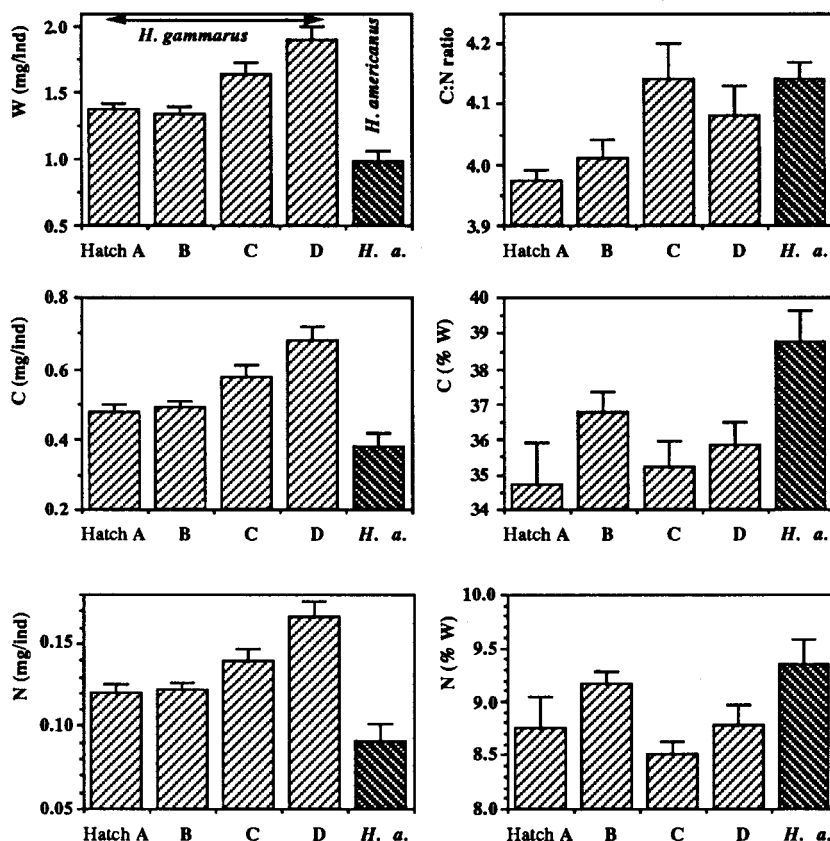 W (mg/ind)
2.0
1.5
1.0
0.5
H. gammarus
H. americanus
Hatch A B C D H. a.
C:N ratio
4.2
4.1
4.0
3.9
Hatch A B C D H. a.
C (mg/ind)
0.8
0.6
0.4
0.2
Hatch A B C D H. a.
C (% W)
40
39
38
37
36
35
34
Hatch A B C D H. a.
N (mg/ind)
0.15
0.10
0.05
Hatch A B C D H. a.
N (% W)
10.0
9.5
9.0
8.5
8.0
Hatch A B C D H. a.